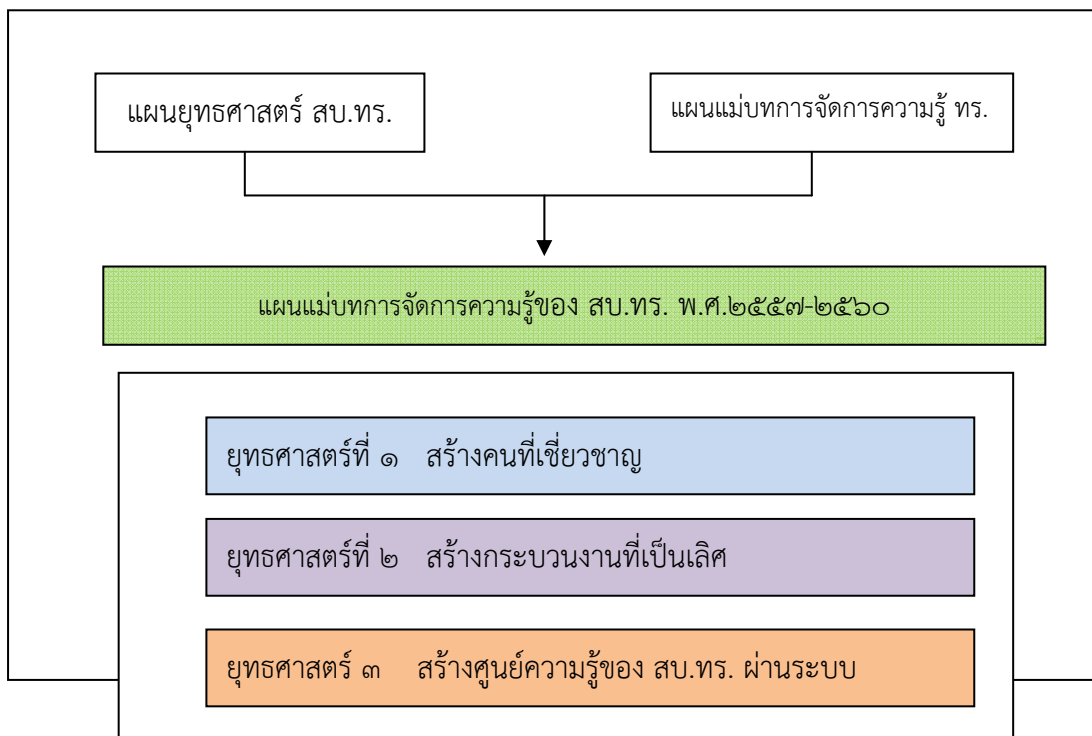 แผนยุทธศาสตร์ สบ.ทร.
แผนแม่บทการจัดการความรู้ ทร.
แผนแม่บทการจัดการความรู้ของ สบ.ทร. พ.ศ.๒๕๕๗-๒๕๖๐
ยุทธศาสตร์ที่ ๑ สร้างคนที่เชี่ยวชาญ
ยุทธศาสตร์ที่ ๒ สร้างกระบวนงานที่เป็นเลิศ
ยุทธศาสตร์ ๓ สร้างศูนย์ความรู้ของ สบ.ทร. ผ่านระบบ